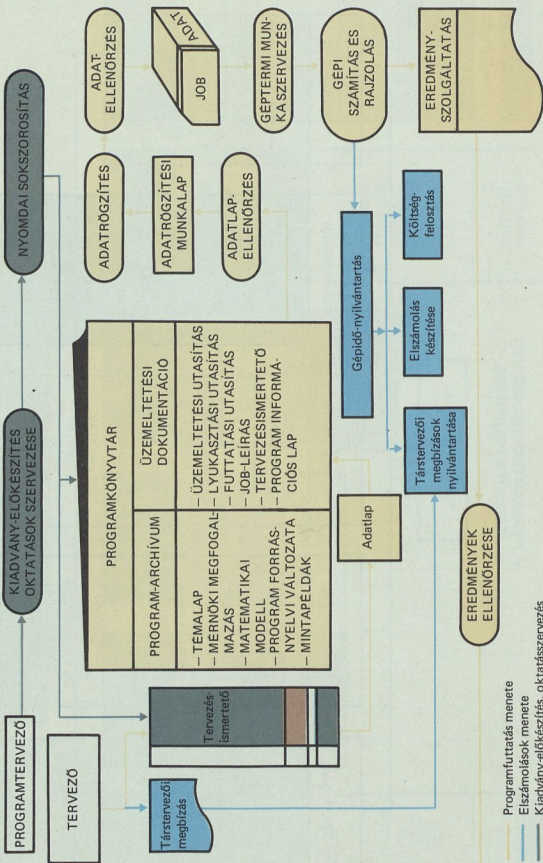 PROGRAMTERVEZŐ
KIADVÁNY-ELŐKÉSZÍTÉS
OKTATÁSOK SZERVEZÉSE
NYOMDAI SOKSZOROSÍTÁS
TERVEZŐ
Társtervezői
megbízás
Tervezés-
ismertető
PROGRAMKÖNYVTÁR
PROGRAM-ARCHÍVUM
– TÉMALAP
– MÉRNÖKI MEGFOGAL-
MAZÁS
– MATEMATIKAI
MODELL
– PROGRAM FORRÁS-
NYELVI VÁLTOZATA
– MINTAPÉLDÁK
ÜZEMELTETÉSI
DOKUMENTÁCIÓ
– ÜZEMELTETÉSI UTASÍTÁS
– LYUKASZTÁSI UTASÍTÁS
– FUTTATÁSI UTASÍTÁS
– JOB-LEÍRÁS
– TERVEZÉSISMERTETŐ
– PROGRAM INFORMÁ-
CIÓS LAP
ADATRÖGZÍTÉS
ADATRÖGZÍTÉSI
MUNKALAP
ADATLAP-
ELLENŐRZÉS
ADAT-
ELLENŐRZÉS
ADAT
JOB
GÉPTERMI MUN-
KASZERVEZÉS
GÉPI
SZÁMÍTÁS ÉS
RAJZOLÁS
EREDMÉNY-
SZOLGÁLTATÁS
Adatlap
Gépidő-nyilvántartás
Társtervezői
megbízások
nyilvántartása
Elszámolás
készítése
Költség-
felosztás
EREDMÉNYEK
ELLENŐRZÉSE
Programfuttatás menete
Elszámolások menete
Kiadvány-előkészítés, oktatásszervezés